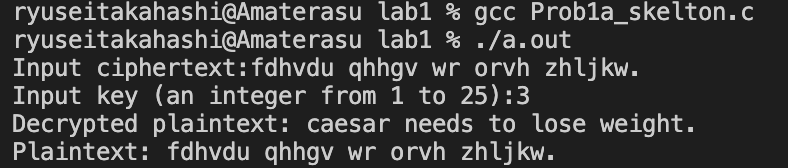 ryuseitakahashi@Amaterasu lab1 % gcc Prob1a_skelton.c
ryuseitakahashi@Amaterasu lab1 % ./a.out
Input ciphertext:fdhvdu qhhgv wr orvh zhljkw.
Input key (an integer from 1 to 25):3
Decrypted plaintext: caesar needs to lose weight.
Plaintext: fdhvdu qhhgv wr orvh zhljkw.